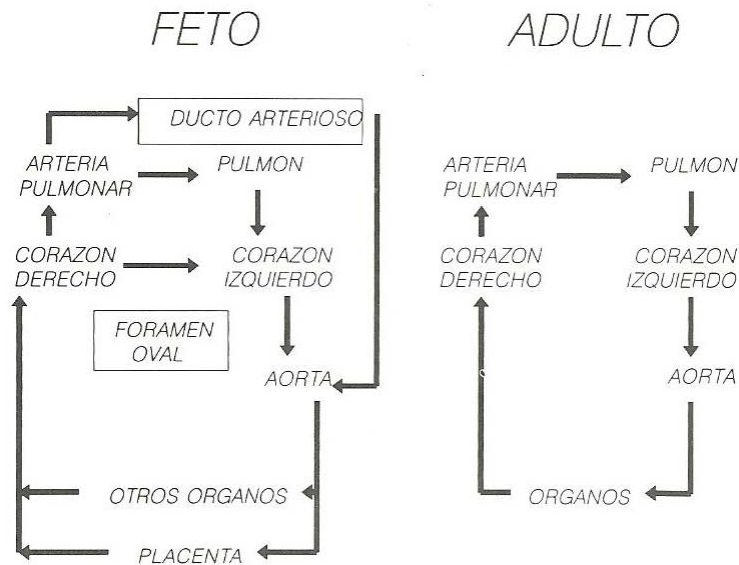 FETO
DUCTO ARTERIOSO
ARTERIA
PULMONAR
PULMON
CORAZON
DERECHO
CORAZON
IZQUIERDO
FORAMEN
OVAL
AORTA
OTROS ORGANOS
PLACENTA
ADULTO
ARTERIA
PULMONAR
PULMON
CORAZON
DERECHO
CORAZON
IZQUIERDO
AORTA
ORGANOS